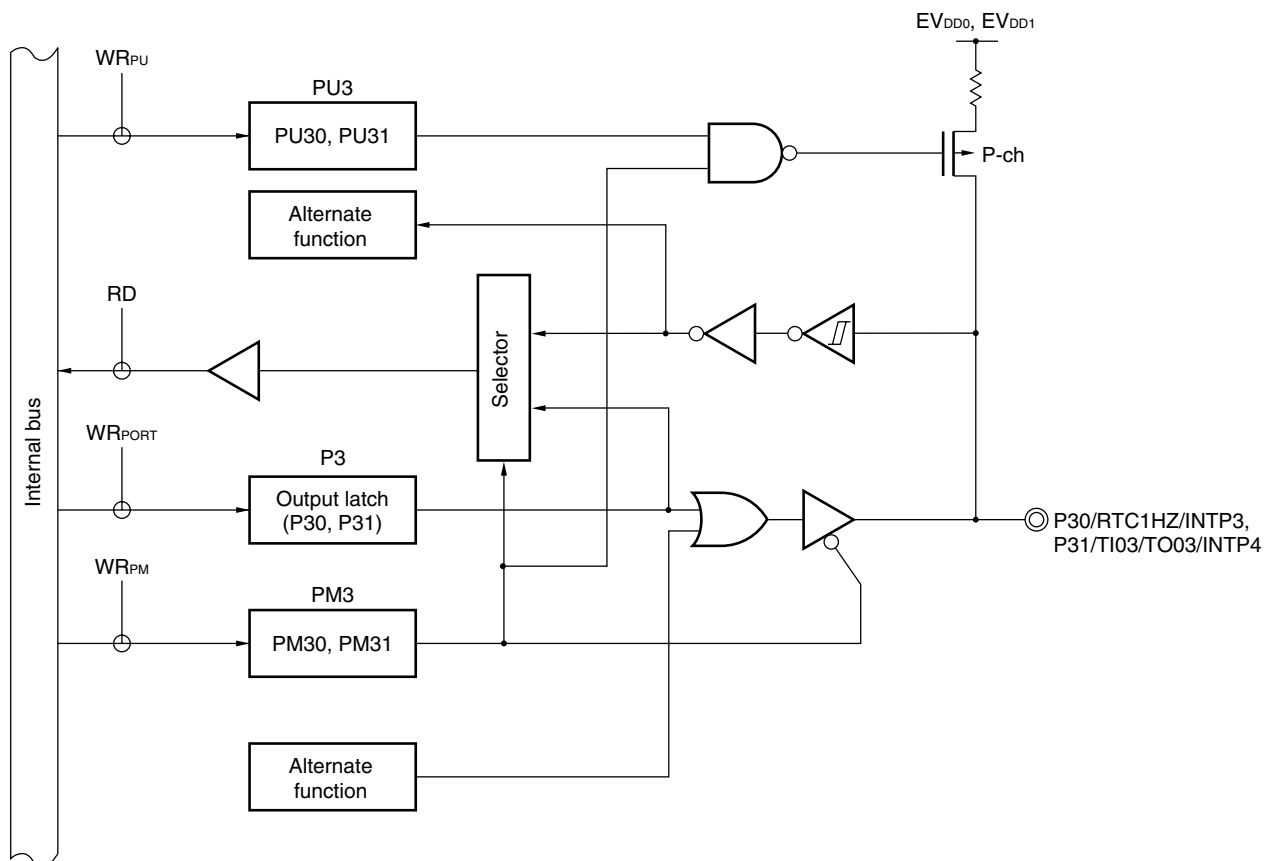 EVDD0, EVDD1
WRPU
PU3
PU30, PU31
P-ch
Alternate
function
RD
Selector
Internal bus
WRPORT
P3
Output latch
(P30, P31)
P30/RTC1HZ/INTP3,
P31/TI03/TO03/INTP4
WRPM
PM3
PM30, PM31
Alternate
function